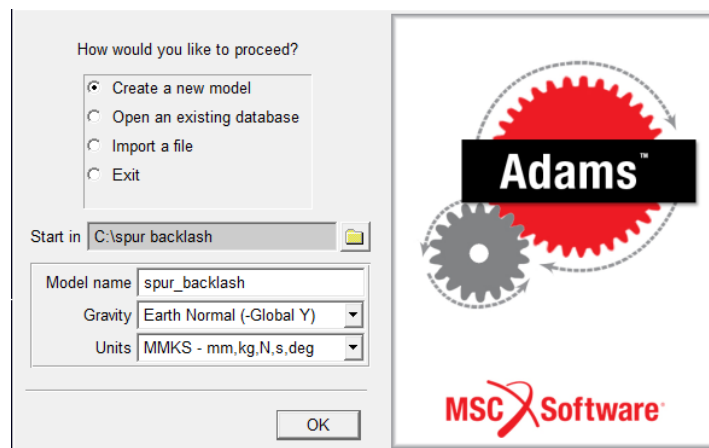 How would you like to proceed?
Create a new model
Open an existing database
Import a file
Exit
Start in C:\spur backlash
Model name spur_backlash
Gravity Earth Normal (-Global Y)
Units MMKS - mm,kg,N,s,deg
OK
Adams™
MSC Software